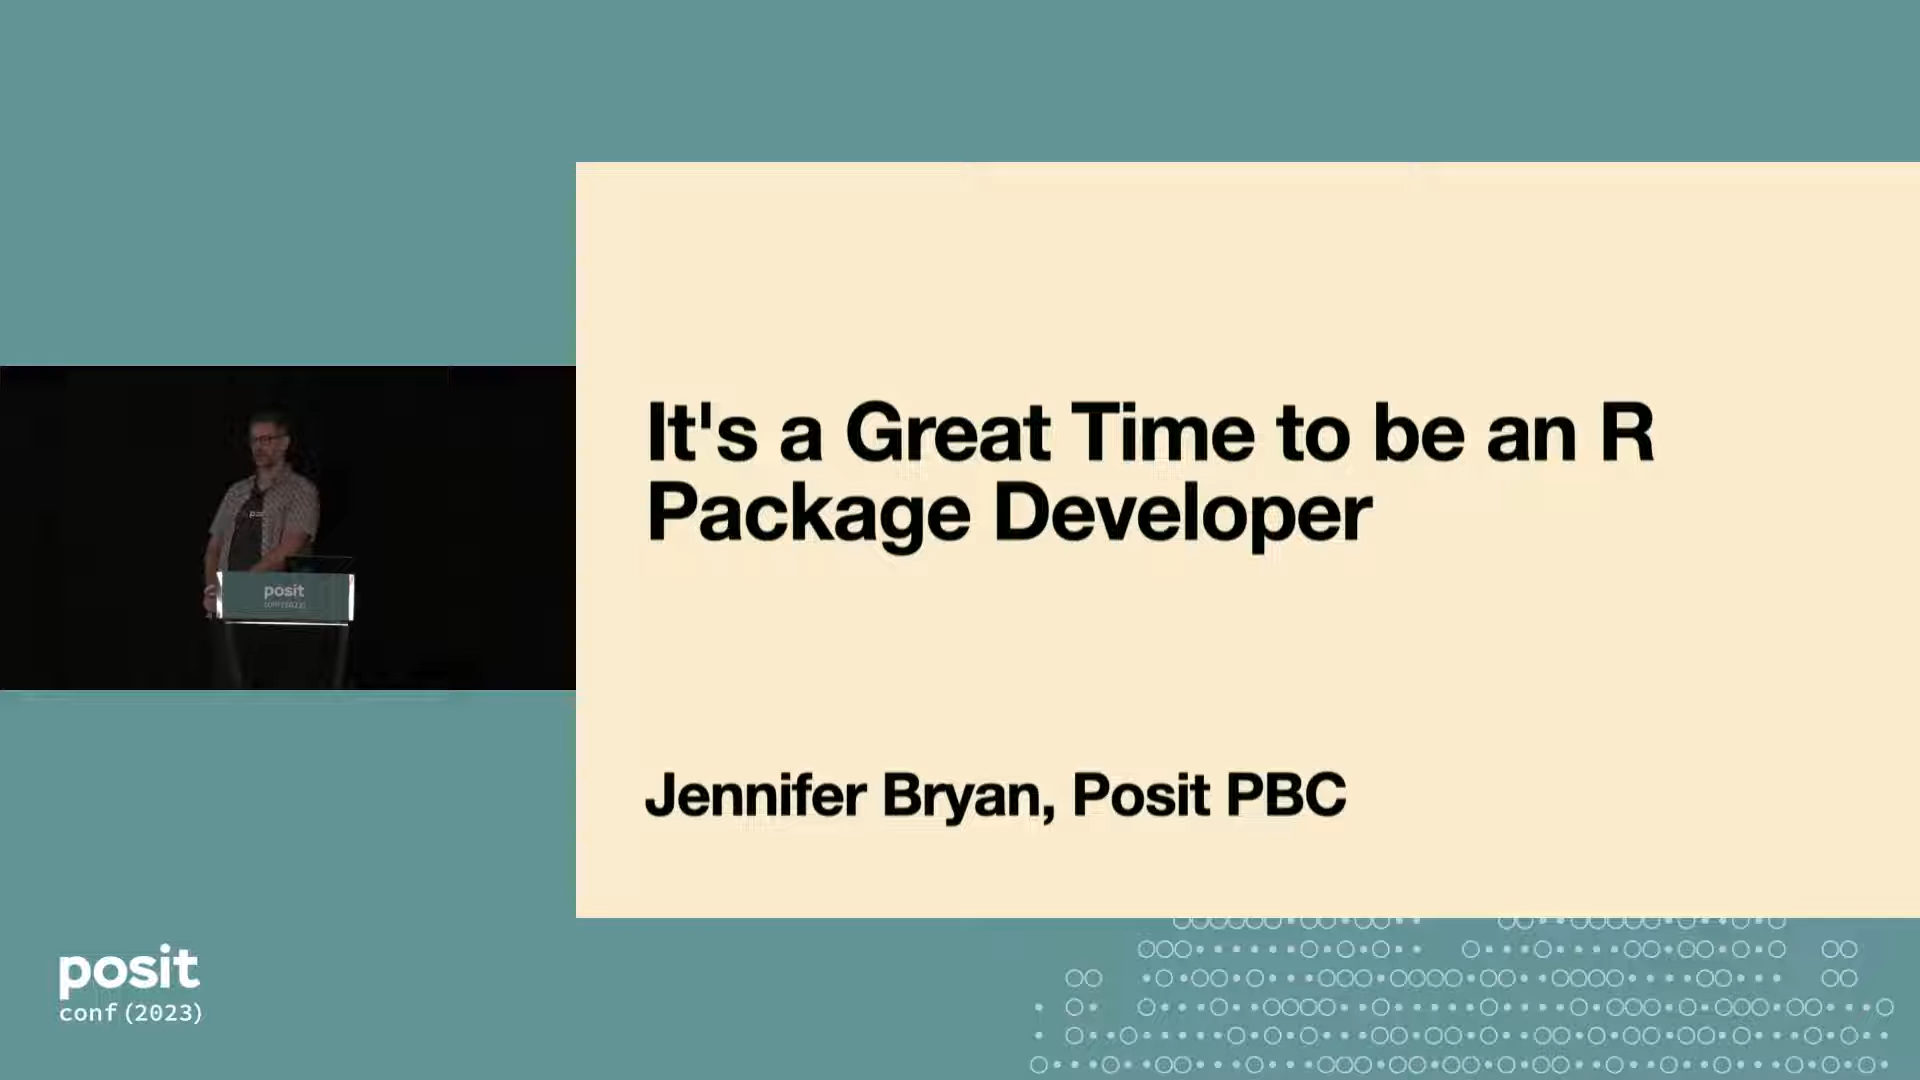 It's a Great Time to be an R
Package Developer
Jennifer Bryan, Posit PBC
posit
posit
conf(2023)